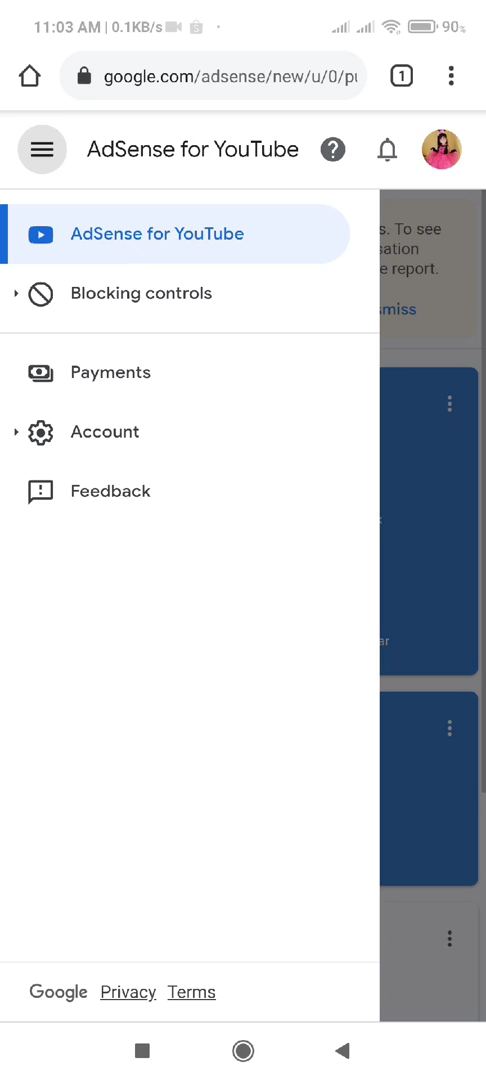 11:03 AM | 0.1KB/s
90%
google.com/adsense/new/u/0/pu
1
AdSense for YouTube
AdSense for YouTube
s. To see
Blocking controls
sation
e report.
smiss
Payments
Account
Feedback
ar
Google Privacy Terms